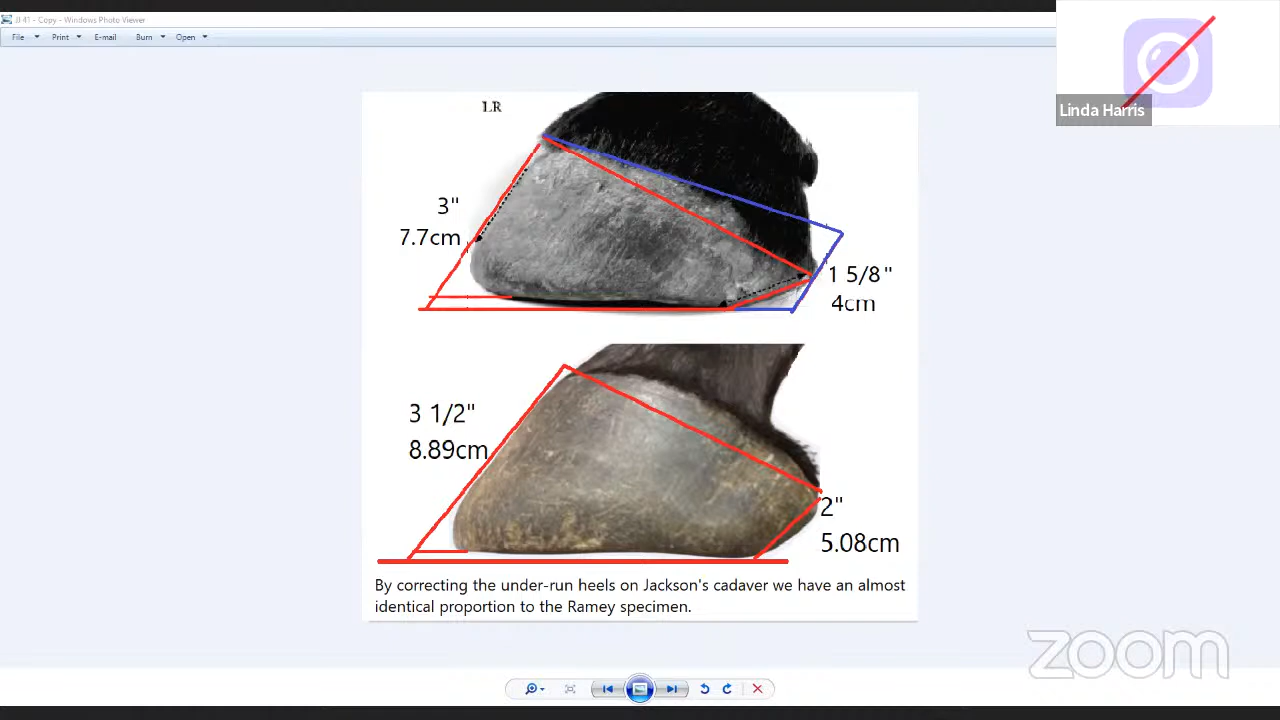 JJ 41 - Copy - Windows Photo Viewer
File Print E-mail Burn Open
Linda Harris
LR
3"
7.7cm
1 5/8"
4cm
3 1/2"
8.89cm
2"
5.08cm
By correcting the under-run heels on Jackson's cadaver we have an almost
identical proportion to the Ramey specimen.
zoom